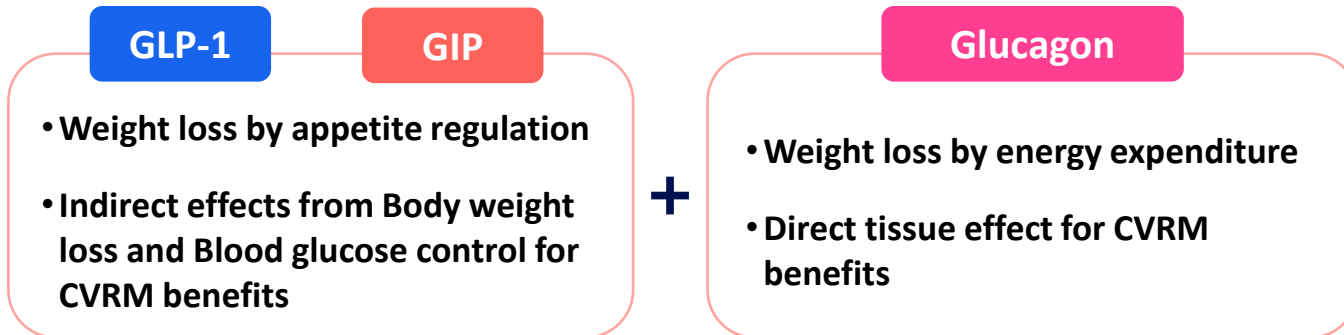 GLP-1
GIP
• Weight loss by appetite regulation
• Indirect effects from Body weight
loss and Blood glucose control for
CVRM benefits
+
Glucagon
• Weight loss by energy expenditure
• Direct tissue effect for CVRM
benefits